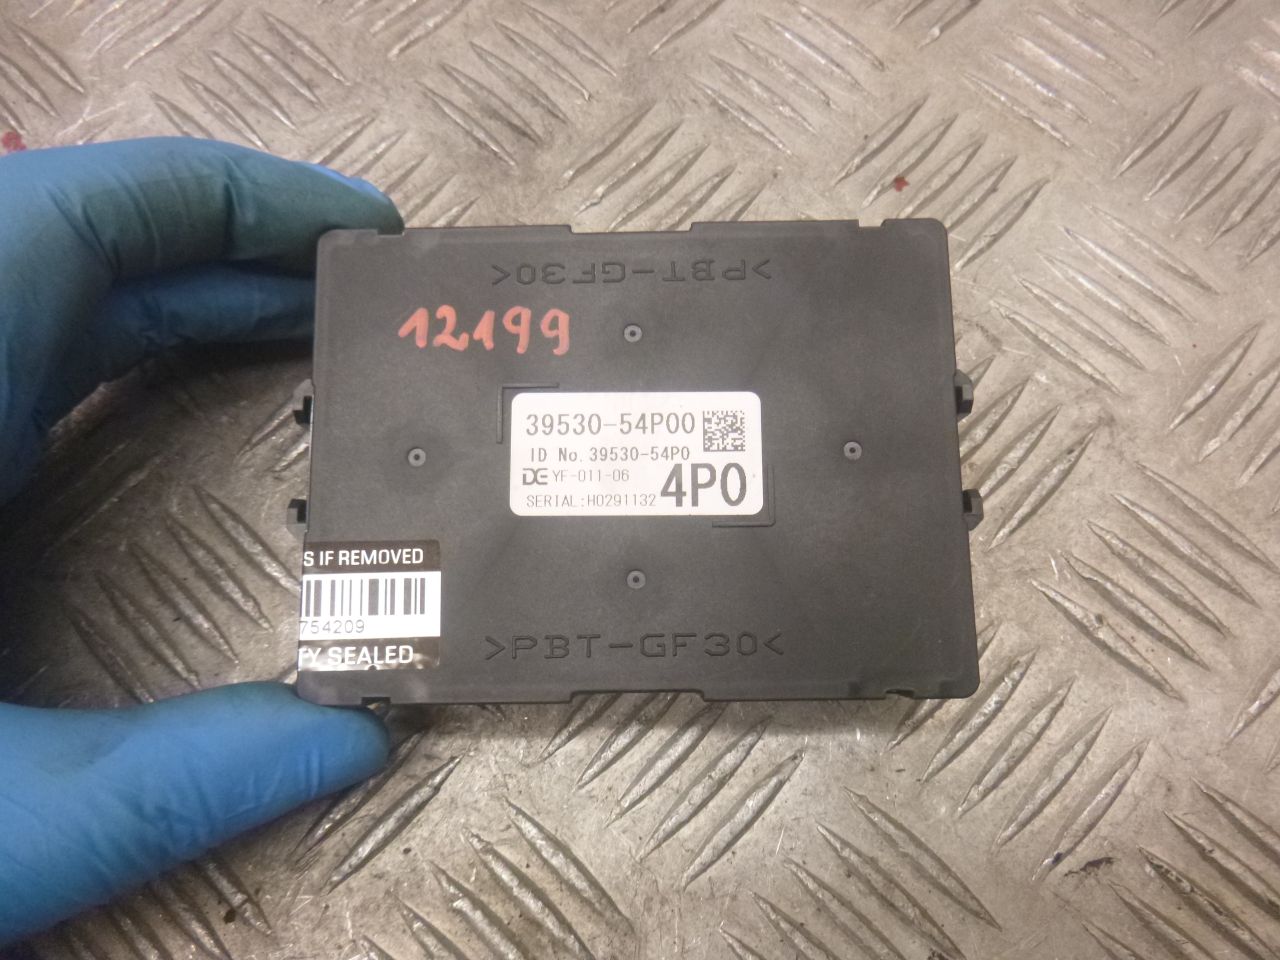 >PBT-GF30<
12199
39530-54P00
ID No. 39530-54P0
DE YF-011-06
4P0
SERIAL:H0291132
S IF REMOVED
754209
TY SEALED
>PBT-GF30<